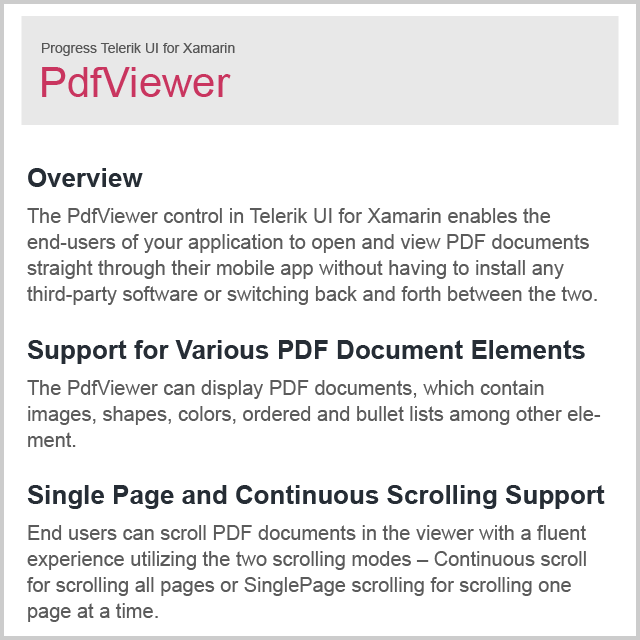 Progress Telerik UI for Xamarin
PdfViewer
Overview
The PdfViewer control in Telerik UI for Xamarin enables the
end-users of your application to open and view PDF documents
straight through their mobile app without having to install any
third-party software or switching back and forth between the two.
Support for Various PDF Document Elements
The PdfViewer can display PDF documents, which contain
images, shapes, colors, ordered and bullet lists among other ele-
ment.
Single Page and Continuous Scrolling Support
End users can scroll PDF documents in the viewer with a fluent
experience utilizing the two scrolling modes – Continuous scroll
for scrolling all pages or SinglePage scrolling for scrolling one
page at a time.